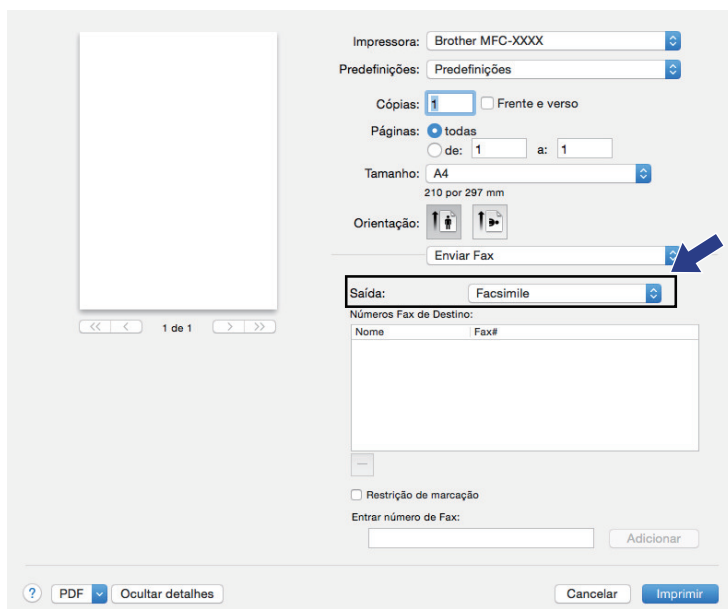 Impressora: Brother MFC-XXXX
Predefinições: Predefinições
Cópias: 1 Frente e verso
Páginas: todas
de: 1 a: 1
Tamanho: A4
210 por 297 mm
Orientação:
Enviar Fax
Saída: Facsimile
Números Fax de Destino:
Nome Fax#
1 de 1
Restrição de marcação
Entrar número de Fax:
Adicionar
? PDF Ocultar detalhes Cancelar Imprimir